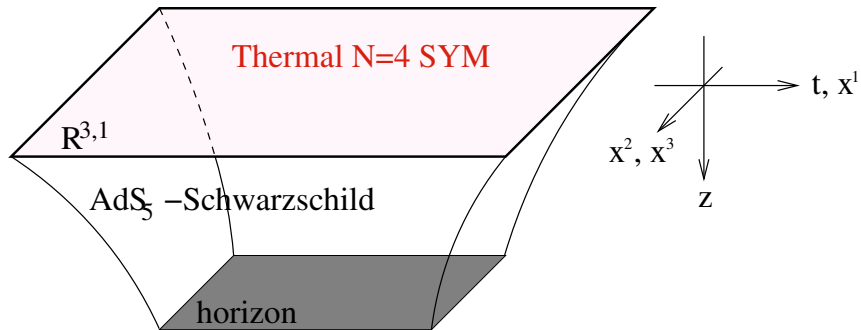 Thermal N=4 SYM
t, x¹
R³,¹
x², x³
AdS₅ –Schwarzschild
z
horizon